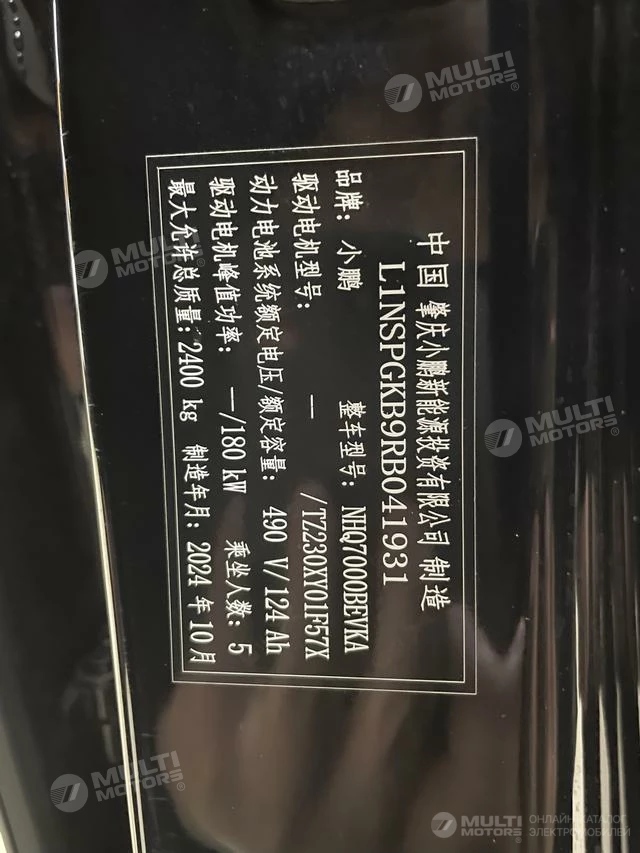 中国 肇庆小鹏新能源投资有限公司 制造
L1NSPGKB9RB041931
品牌: 小鹏 整车型号: NHQ7000BEVKA
驱动电机型号: —/TZ230XY01F57X
动力电池系统额定电压/额定容量: 490 V/124 Ah
驱动电机峰值功率: —/180 kW 乘坐人数: 5
最大允许总质量: 2400 kg 制造年月: 2024 年 10 月
MULTI MOTORS®
MULTI MOTORS®
MULTI MOTORS®
MULTI MOTORS®
MULTI MOTORS® ОНЛАЙН-КАТАЛОГ
ЭЛЕКТРОМОБИЛЕЙ